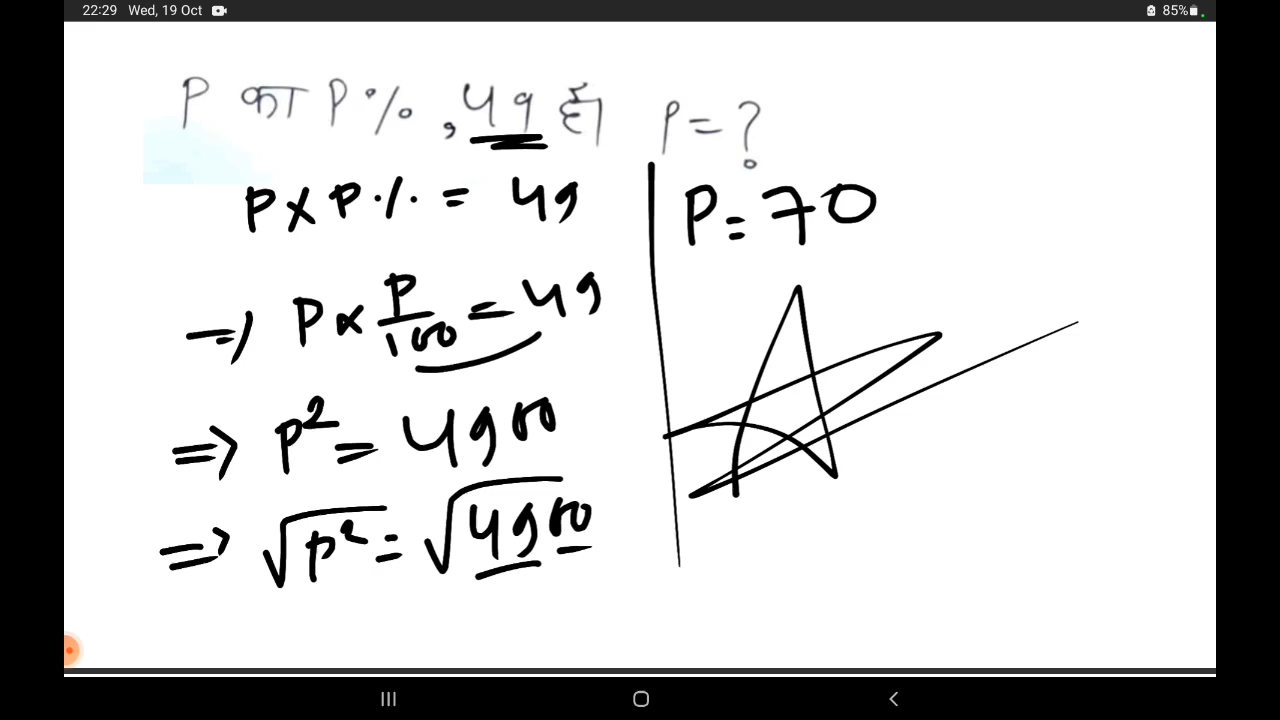 22:29 Wed, 19 Oct 85%
P का P%, 49 है। P = ?
P × P % = 49
=> P × P/100 = 49
=> P² = 4900
=> √P² = √4900
P = 70